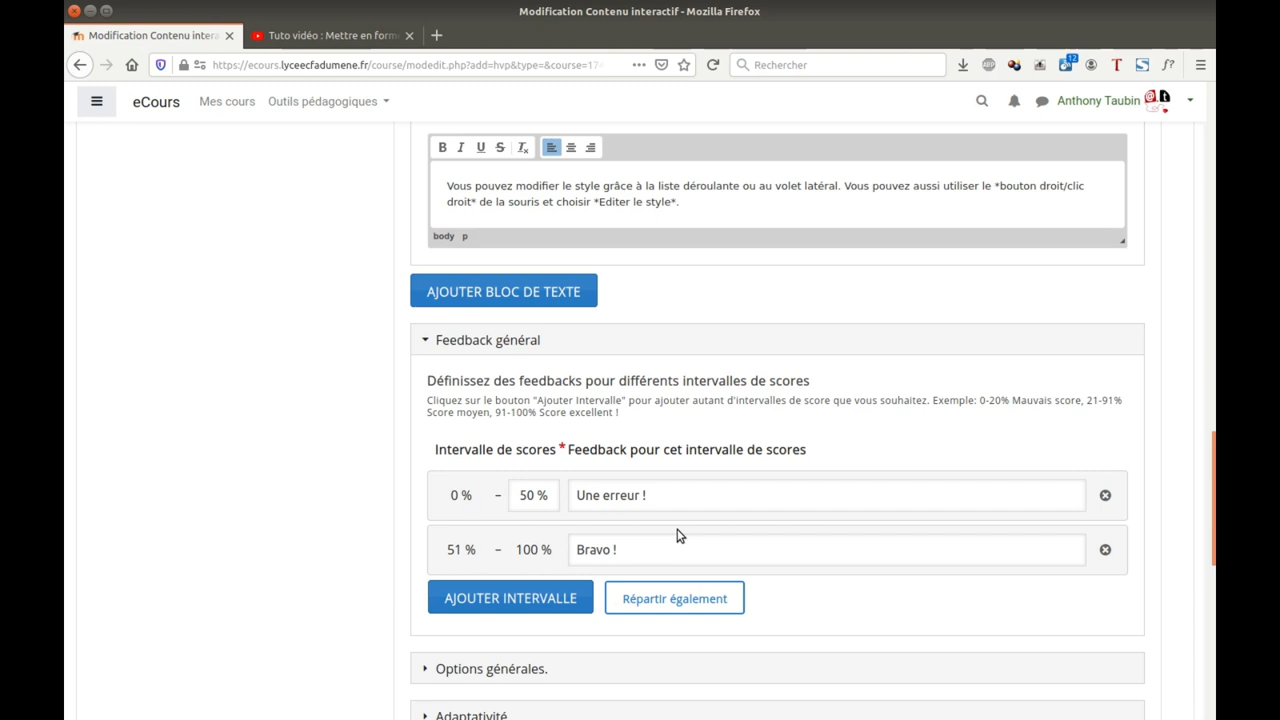 Modification Contenu interactif - Mozilla Firefox
Modification Contenu intera
Tuto vidéo : Mettre en form
https://ecours.lyceecfadumene.fr/course/modedit.php?add=hvp&type=&course=17
Rechercher
12
eCours
Mes cours
Outils pédagogiques
Anthony Taubin
Vous pouvez modifier le style grâce à la liste déroulante ou au volet latéral. Vous pouvez aussi utiliser le *bouton droit/clic
droit* de la souris et choisir *Editer le style*.
body p
AJOUTER BLOC DE TEXTE
Feedback général
Définissez des feedbacks pour différents intervalles de scores
Cliquez sur le bouton "Ajouter Intervalle" pour ajouter autant d'intervalles de score que vous souhaitez. Exemple: 0-20% Mauvais score, 21-91%
Score moyen, 91-100% Score excellent !
Intervalle de scores * Feedback pour cet intervalle de scores
0 % – 50 % Une erreur !
51 % – 100 % Bravo !
AJOUTER INTERVALLE
Répartir également
Options générales.
Adaptativité